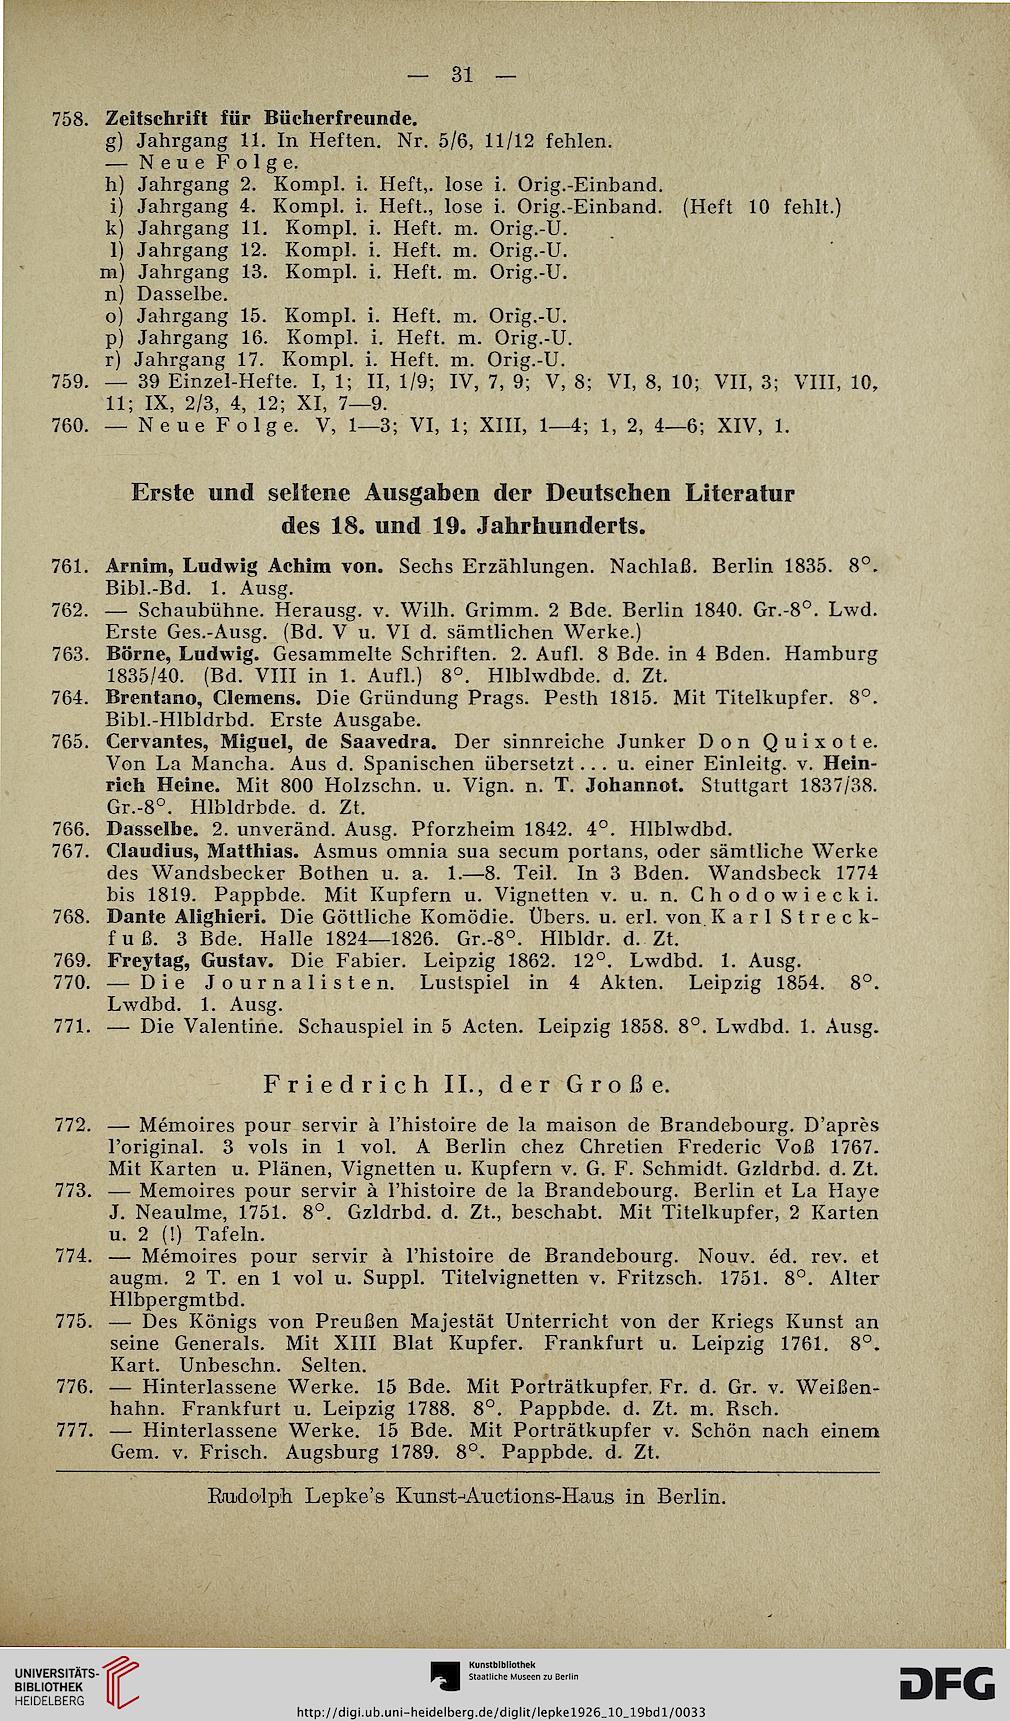 — 31 —
758. Zeitschrift für Bücherfreunde.
g) Jahrgang 11. In Heften. Nr. 5/6, 11/12 fehlen.
— Neue Folge.
h) Jahrgang 2. Kompl. i. Heft,. lose i. Orig.-Einband.
i) Jahrgang 4. Kompl. i. Heft., lose i. Orig.-Einband. (Heft 10 fehlt.)
k) Jahrgang 11. Kompl. i. Heft. m. Orig.-U.
l) Jahrgang 12. Kompl. i. Heft. m. Orig.-U.
m) Jahrgang 13. Kompl. i. Heft. m. Orig.-U.
n) Dasselbe.
o) Jahrgang 15. Kompl. i. Heft. m. Orig.-U.
p) Jahrgang 16. Kompl. i. Heft. m. Orig.-U.
r) Jahrgang 17. Kompl. i. Heft. m. Orig.-U.
759. — 39 Einzel-Hefte. I, 1; II, 1/9; IV, 7, 9; V, 8; VI, 8, 10; VII, 3; VIII, 10,
11; IX, 2/3, 4, 12; XI, 7—9.
760. — Neue Folge. V, 1—3; VI, 1; XIII, 1—4; 1, 2, 4—6; XIV, 1.
Erste und seltene Ausgaben der Deutschen Literatur
des 18. und 19. Jahrhunderts.
761. Arnim, Ludwig Achim von. Sechs Erzählungen. Nachlaß. Berlin 1835. 8°.
Bibl.-Bd. 1. Ausg.
762. — Schaubühne. Herausg. v. Wilh. Grimm. 2 Bde. Berlin 1840. Gr.-8°. Lwd.
Erste Ges.-Ausg. (Bd. V u. VI d. sämtlichen Werke.)
763. Börne, Ludwig. Gesammelte Schriften. 2. Aufl. 8 Bde. in 4 Bden. Hamburg
1835/40. (Bd. VIII in 1. Aufl.) 8°. Hlblwdbde. d. Zt.
764. Brentano, Clemens. Die Gründung Prags. Pesth 1815. Mit Titelkupfer. 8°.
Bibl.-Hlbldrbd. Erste Ausgabe.
765. Cervantes, Miguel, de Saavedra. Der sinnreiche Junker Don Quixote.
Von La Mancha. Aus d. Spanischen übersetzt ... u. einer Einleitg. v. Hein-
rich Heine. Mit 800 Holzschn. u. Vign. n. T. Johannot. Stuttgart 1837/38.
Gr.-8°. Hlbldrbde. d. Zt.
766. Dasselbe. 2. unveränd. Ausg. Pforzheim 1842. 4°. Hlblwdbd.
767. Claudius, Matthias. Asmus omnia sua secum portans, oder sämtliche Werke
des Wandsbecker Bothen u. a. 1.—8. Teil. In 3 Bden. Wandsbeck 1774
bis 1819. Pappbde. Mit Kupfern u. Vignetten v. u. n. Chodowiecki.
768. Dante Alighieri. Die Göttliche Komödie. Übers. u. erl. von Karl Streck-
fuß. 3 Bde. Halle 1824—1826. Gr.-8°. Hlbldr. d. Zt.
769. Freytag, Gustav. Die Fabier. Leipzig 1862. 12°. Lwdbd. 1. Ausg.
770. — Die Journalisten. Lustspiel in 4 Akten. Leipzig 1854. 8°.
Lwdbd. 1. Ausg.
771. — Die Valentine. Schauspiel in 5 Acten. Leipzig 1858. 8°. Lwdbd. 1. Ausg.
Friedrich II., der Große.
772. — Mémoires pour servir à l'histoire de la maison de Brandebourg. D'après
l'original. 3 vols in 1 vol. A Berlin chez Chretien Frederic Voß 1767.
Mit Karten u. Plänen, Vignetten u. Kupfern v. G. F. Schmidt. Gzldrbd. d. Zt.
773. — Memoires pour servir à l'histoire de la Brandebourg. Berlin et La Haye
J. Neaulme, 1751. 8°. Gzldrbd. d. Zt., beschabt. Mit Titelkupfer, 2 Karten
u. 2 (!) Tafeln.
774. — Mémoires pour servir à l'histoire de Brandebourg. Nouv. éd. rev. et
augm. 2 T. en 1 vol u. Suppl. Titelvignetten v. Fritzsch. 1751. 8°. Alter
Hlbpergmtbd.
775. — Des Königs von Preußen Majestät Unterricht von der Kriegs Kunst an
seine Generals. Mit XIII Blat Kupfer. Frankfurt u. Leipzig 1761. 8°.
Kart. Unbeschn. Selten.
776. — Hinterlassene Werke. 15 Bde. Mit Porträtkupfer. Fr. d. Gr. v. Weißen-
hahn. Frankfurt u. Leipzig 1788. 8°. Pappbde. d. Zt. m. Rsch.
777. — Hinterlassene Werke. 15 Bde. Mit Porträtkupfer v. Schön nach einem
Gem. v. Frisch. Augsburg 1789. 8°. Pappbde. d. Zt.
Rudolph Lepke's Kunst-Auctions-Haus in Berlin.
UNIVERSITÄTS-
BIBLIOTHEK
HEIDELBERG
Kunstbibliothek
Staatliche Museen zu Berlin
DFG
http://digi.ub.uni-heidelberg.de/diglit/lepke1926_10_19bd1/0033